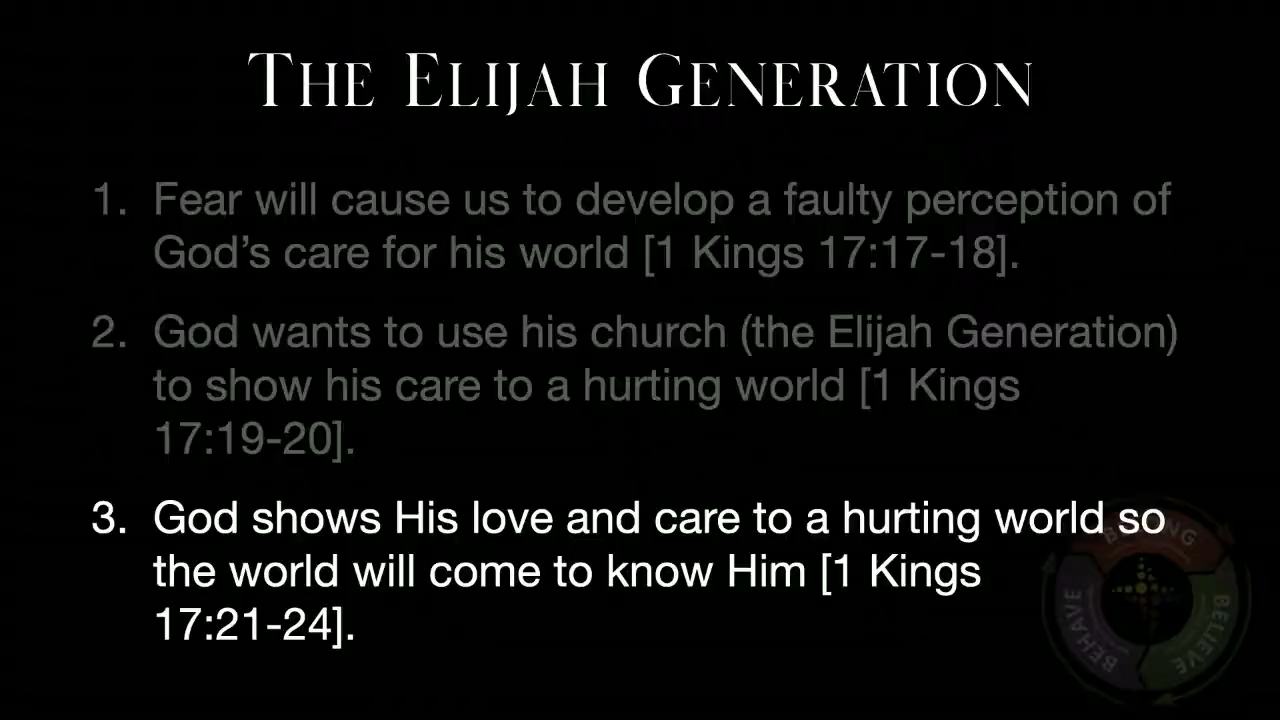 THE ELIJAH GENERATION
1. Fear will cause us to develop a faulty perception of
God's care for his world [1 Kings 17:17-18].
2. God wants to use his church (the Elijah Generation)
to show his care to a hurting world [1 Kings
17:19-20].
3. God shows His love and care to a hurting world so
the world will come to know Him [1 Kings
17:21-24].
BELONG
BELIEVE
BEHAVE